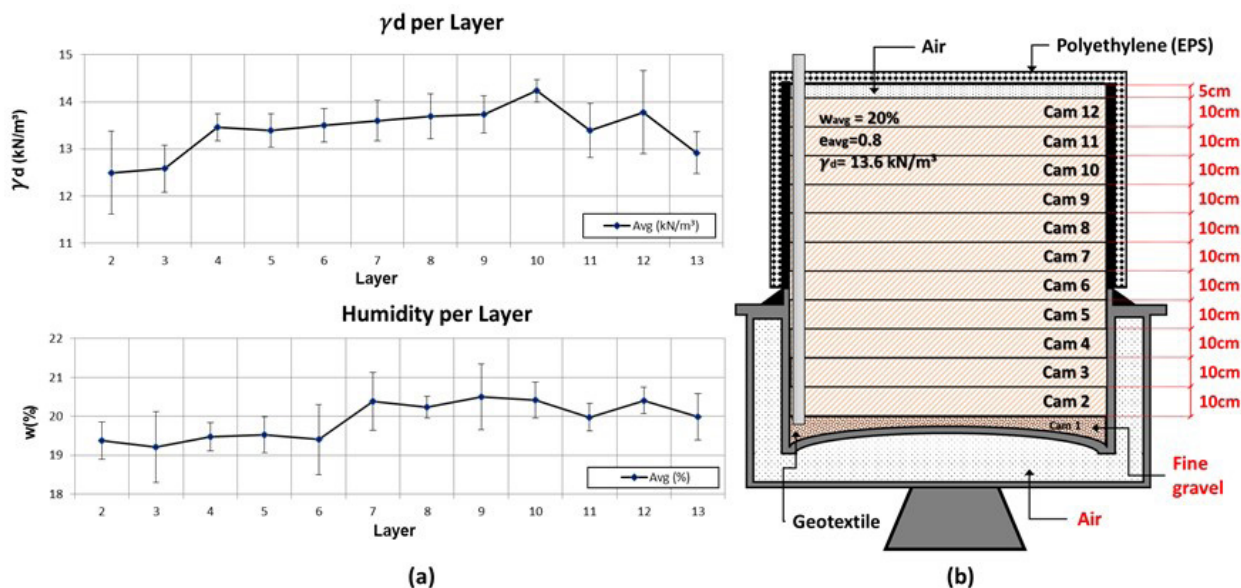 γd per Layer
15
14
13
12
11
γd (kN/m³)
Avg (kN/m³)
2 3 4 5 6 7 8 9 10 11 12 13
Layer
Humidity per Layer
22
21
20
19
18
w(%)
Avg (%)
2 3 4 5 6 7 8 9 10 11 12 13
Layer
(a)
Air
Polyethylene (EPS)
5cm
wavg = 20%
Cam 12
10cm
eavg=0.8
Cam 11
10cm
γd= 13.6 kN/m³
Cam 10
10cm
Cam 9
10cm
Cam 8
10cm
Cam 7
10cm
Cam 6
10cm
Cam 5
10cm
Cam 4
10cm
Cam 3
10cm
Cam 2
10cm
Cam 1
Fine
gravel
Geotextile
Air
(b)